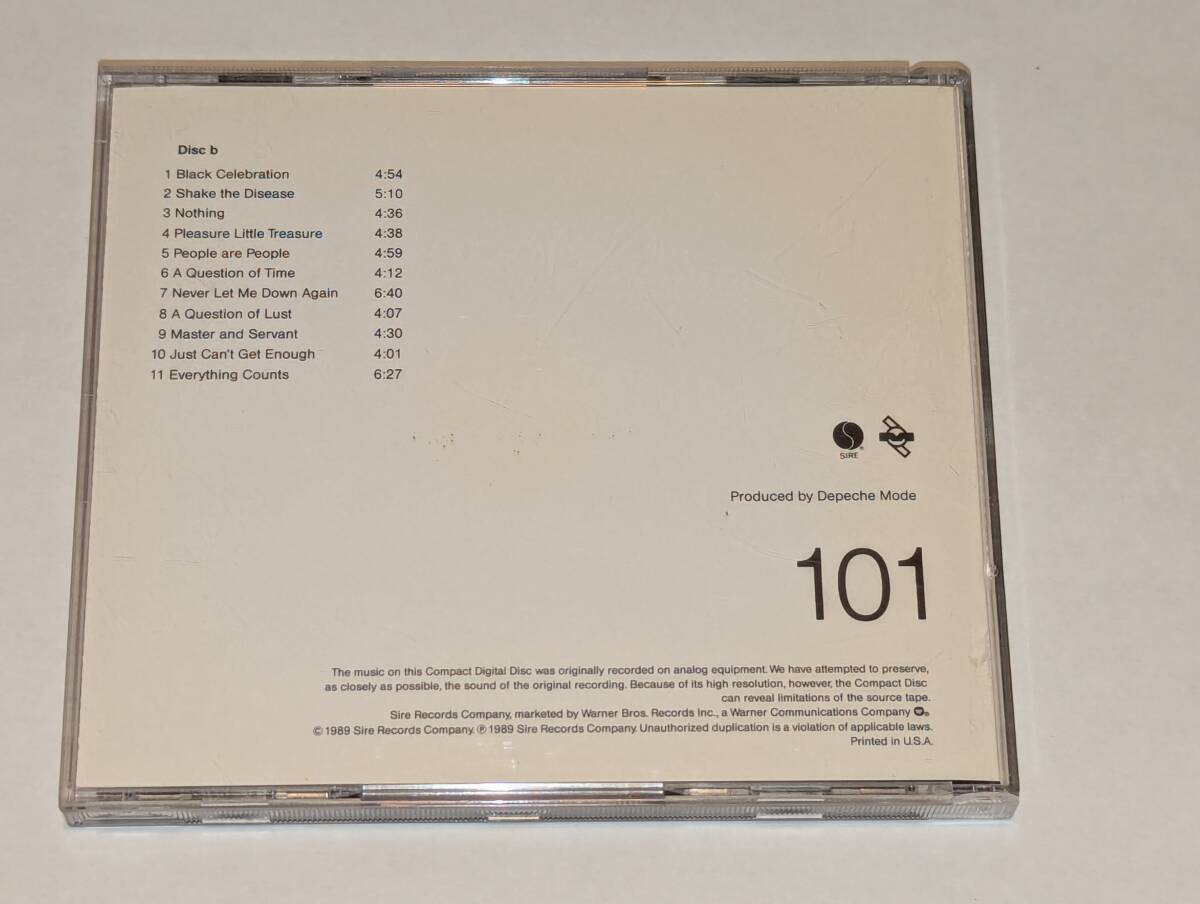 Disc b
1 Black Celebration 4:54
2 Shake the Disease 5:10
3 Nothing 4:36
4 Pleasure Little Treasure 4:38
5 People are People 4:59
6 A Question of Time 4:12
7 Never Let Me Down Again 6:40
8 A Question of Lust 4:07
9 Master and Servant 4:30
10 Just Can't Get Enough 4:01
11 Everything Counts 6:27
SIRE ®
Produced by Depeche Mode
101
The music on this Compact Digital Disc was originally recorded on analog equipment. We have attempted to preserve,
as closely as possible, the sound of the original recording. Because of its high resolution, however, the Compact Disc
can reveal limitations of the source tape.
Sire Records Company, marketed by Warner Bros. Records Inc., a Warner Communications Company ®
© 1989 Sire Records Company. ℗ 1989 Sire Records Company. Unauthorized duplication is a violation of applicable laws.
Printed in U.S.A.